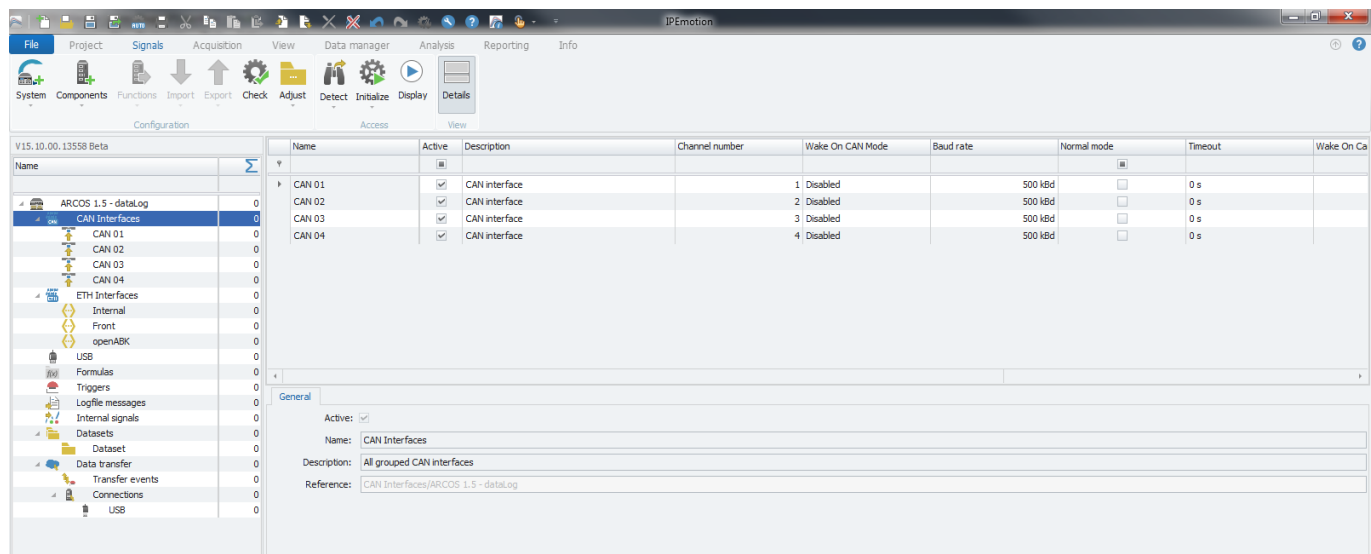 IPEmotion
File Project Signals Acquisition View Data manager Analysis Reporting Info
System Components Functions Import Export Check Adjust Detect Initialize Display Details
Configuration Access View
V15.10.00.13558 Beta
Name Σ
ARCOS 1.5 - dataLog 0
CAN Interfaces 0
CAN 01 0
CAN 02 0
CAN 03 0
CAN 04 0
ETH Interfaces 0
Internal 0
Front 0
openABK 0
USB 0
f(x) Formulas 0
Triggers 0
Logfile messages 0
Internal signals 0
Datasets 0
Dataset 0
Data transfer 0
Transfer events 0
Connections 0
USB 0
Name Active Description Channel number Wake On CAN Mode Baud rate Normal mode Timeout Wake On Ca
CAN 01 CAN interface 1 Disabled 500 kBd 0 s
CAN 02 CAN interface 2 Disabled 500 kBd 0 s
CAN 03 CAN interface 3 Disabled 500 kBd 0 s
CAN 04 CAN interface 4 Disabled 500 kBd 0 s
General
Active:
Name: CAN Interfaces
Description: All grouped CAN interfaces
Reference: CAN Interfaces/ARCOS 1.5 - dataLog